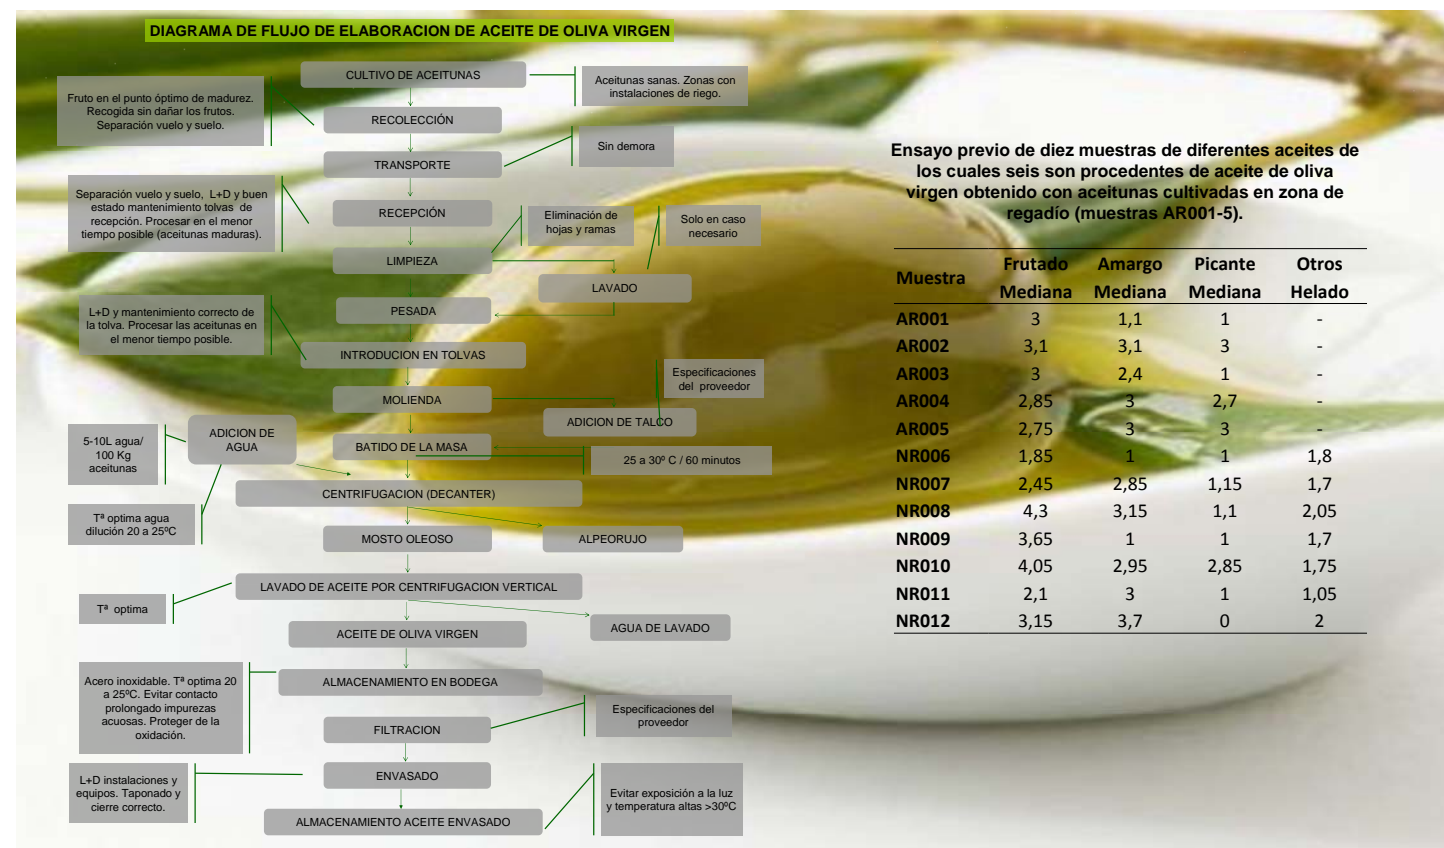 DIAGRAMA DE FLUJO DE ELABORACION DE ACEITE DE OLIVA VIRGEN
CULTIVO DE ACEITUNAS
Aceitunas sanas. Zonas con
instalaciones de riego.
Fruto en el punto óptimo de madurez.
Recogida sin dañar los frutos.
Separación vuelo y suelo.
RECOLECCIÓN
TRANSPORTE
Sin demora
Separación vuelo y suelo, L+D y buen
estado mantenimiento tolvas de
recepción. Procesar en el menor
tiempo posible (aceitunas maduras).
RECEPCIÓN
Eliminación de
hojas y ramas
Solo en caso
necesario
LIMPIEZA
LAVADO
PESADA
L+D y mantenimiento correcto de
la tolva. Procesar las aceitunas en
el menor tiempo posible.
INTRODUCION EN TOLVAS
Especificaciones
del proveedor
MOLIENDA
ADICION DE TALCO
ADICION DE
AGUA
5-10L agua/
100 Kg
aceitunas
BATIDO DE LA MASA
25 a 30º C / 60 minutos
CENTRIFUGACION (DECANTER)
Tª optima agua
dilución 20 a 25ºC
MOSTO OLEOSO
ALPEORUJO
LAVADO DE ACEITE POR CENTRIFUGACION VERTICAL
Tª optima
ACEITE DE OLIVA VIRGEN
AGUA DE LAVADO
Acero inoxidable. Tª optima 20
a 25ºC. Evitar contacto
prolongado impurezas
acuosas. Proteger de la
oxidación.
ALMACENAMIENTO EN BODEGA
Especificaciones del
proveedor
FILTRACION
L+D instalaciones y
equipos. Taponado y
cierre correcto.
ENVASADO
Evitar exposición a la luz
y temperatura altas >30ºC
ALMACENAMIENTO ACEITE ENVASADO
Ensayo previo de diez muestras de diferentes aceites de
los cuales seis son procedentes de aceite de oliva
virgen obtenido con aceitunas cultivadas en zona de
regadío (muestras AR001-5).
Muestra Frutado Amargo Picante Otros
Mediana Mediana Mediana Helado
AR001 3 1,1 1 -
AR002 3,1 3,1 3 -
AR003 3 2,4 1 -
AR004 2,85 3 2,7 -
AR005 2,75 3 3 -
NR006 1,85 1 1 1,8
NR007 2,45 2,85 1,15 1,7
NR008 4,3 3,15 1,1 2,05
NR009 3,65 1 1 1,7
NR010 4,05 2,95 2,85 1,75
NR011 2,1 3 1 1,05
NR012 3,15 3,7 0 2